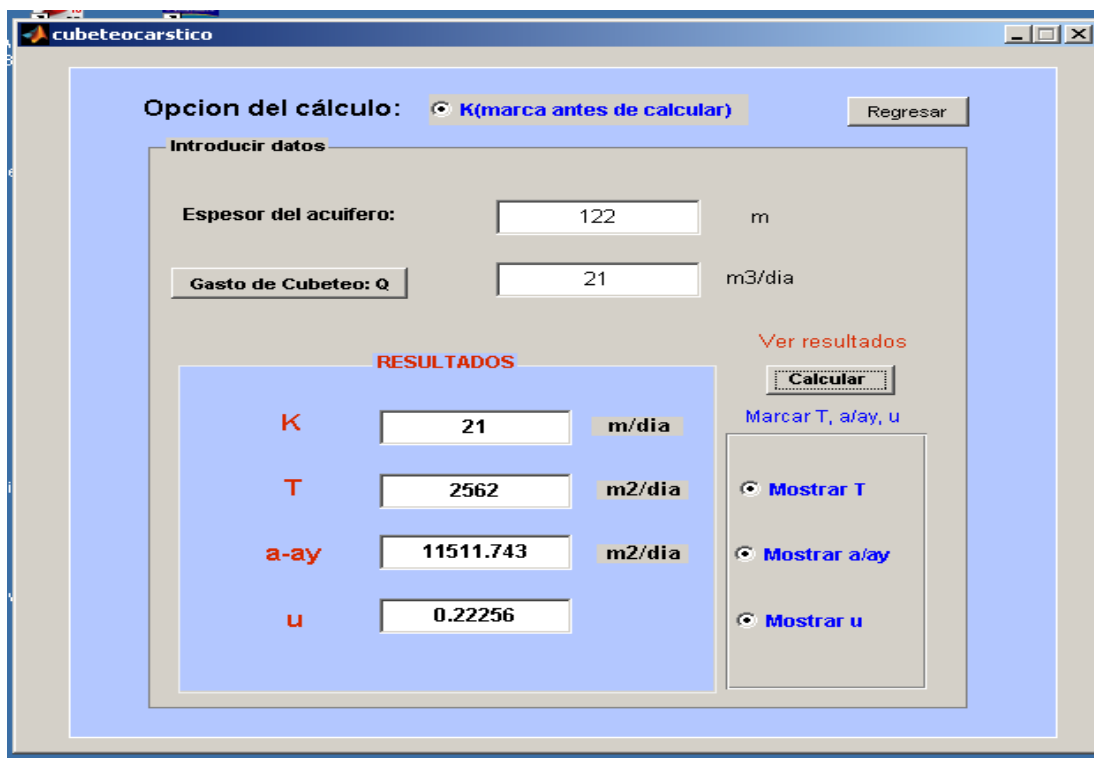 cubeteocarstico
Opcion del cálculo: K(marca antes de calcular) Regresar
Introducir datos
Espesor del acuifero: 122 m
Gasto de Cubeteo: Q 21 m3/dia
Ver resultados
RESULTADOS
Calcular
Marcar T, a/ay, u
K 21 m/dia
T 2562 m2/dia Mostrar T
a-ay 11511.743 m2/dia Mostrar a/ay
u 0.22256 Mostrar u